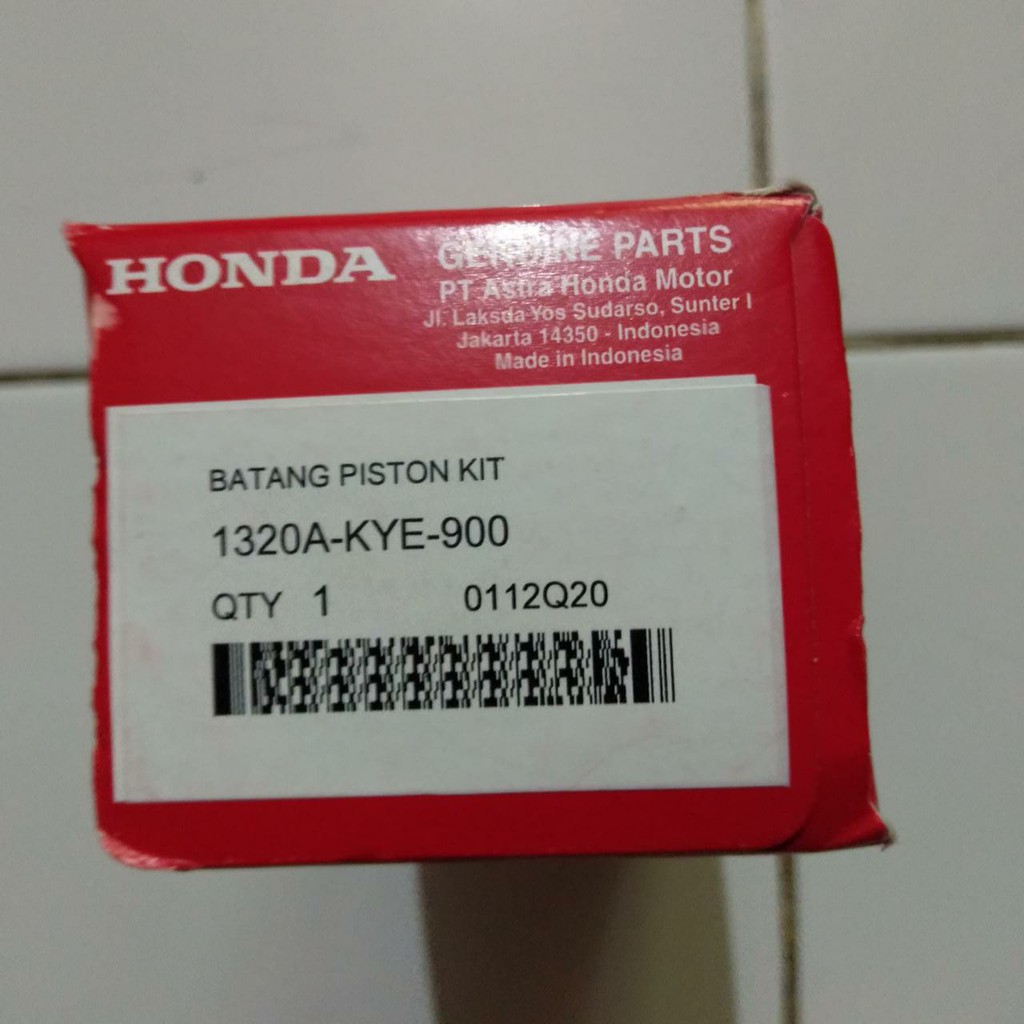 HONDA
GENUINE PARTS
PT Astra Honda Motor
Jl. Laksda Yos Sudarso, Sunter I
Jakarta 14350 - Indonesia
Made in Indonesia
BATANG PISTON KIT
1320A-KYE-900
QTY 1 0112Q20